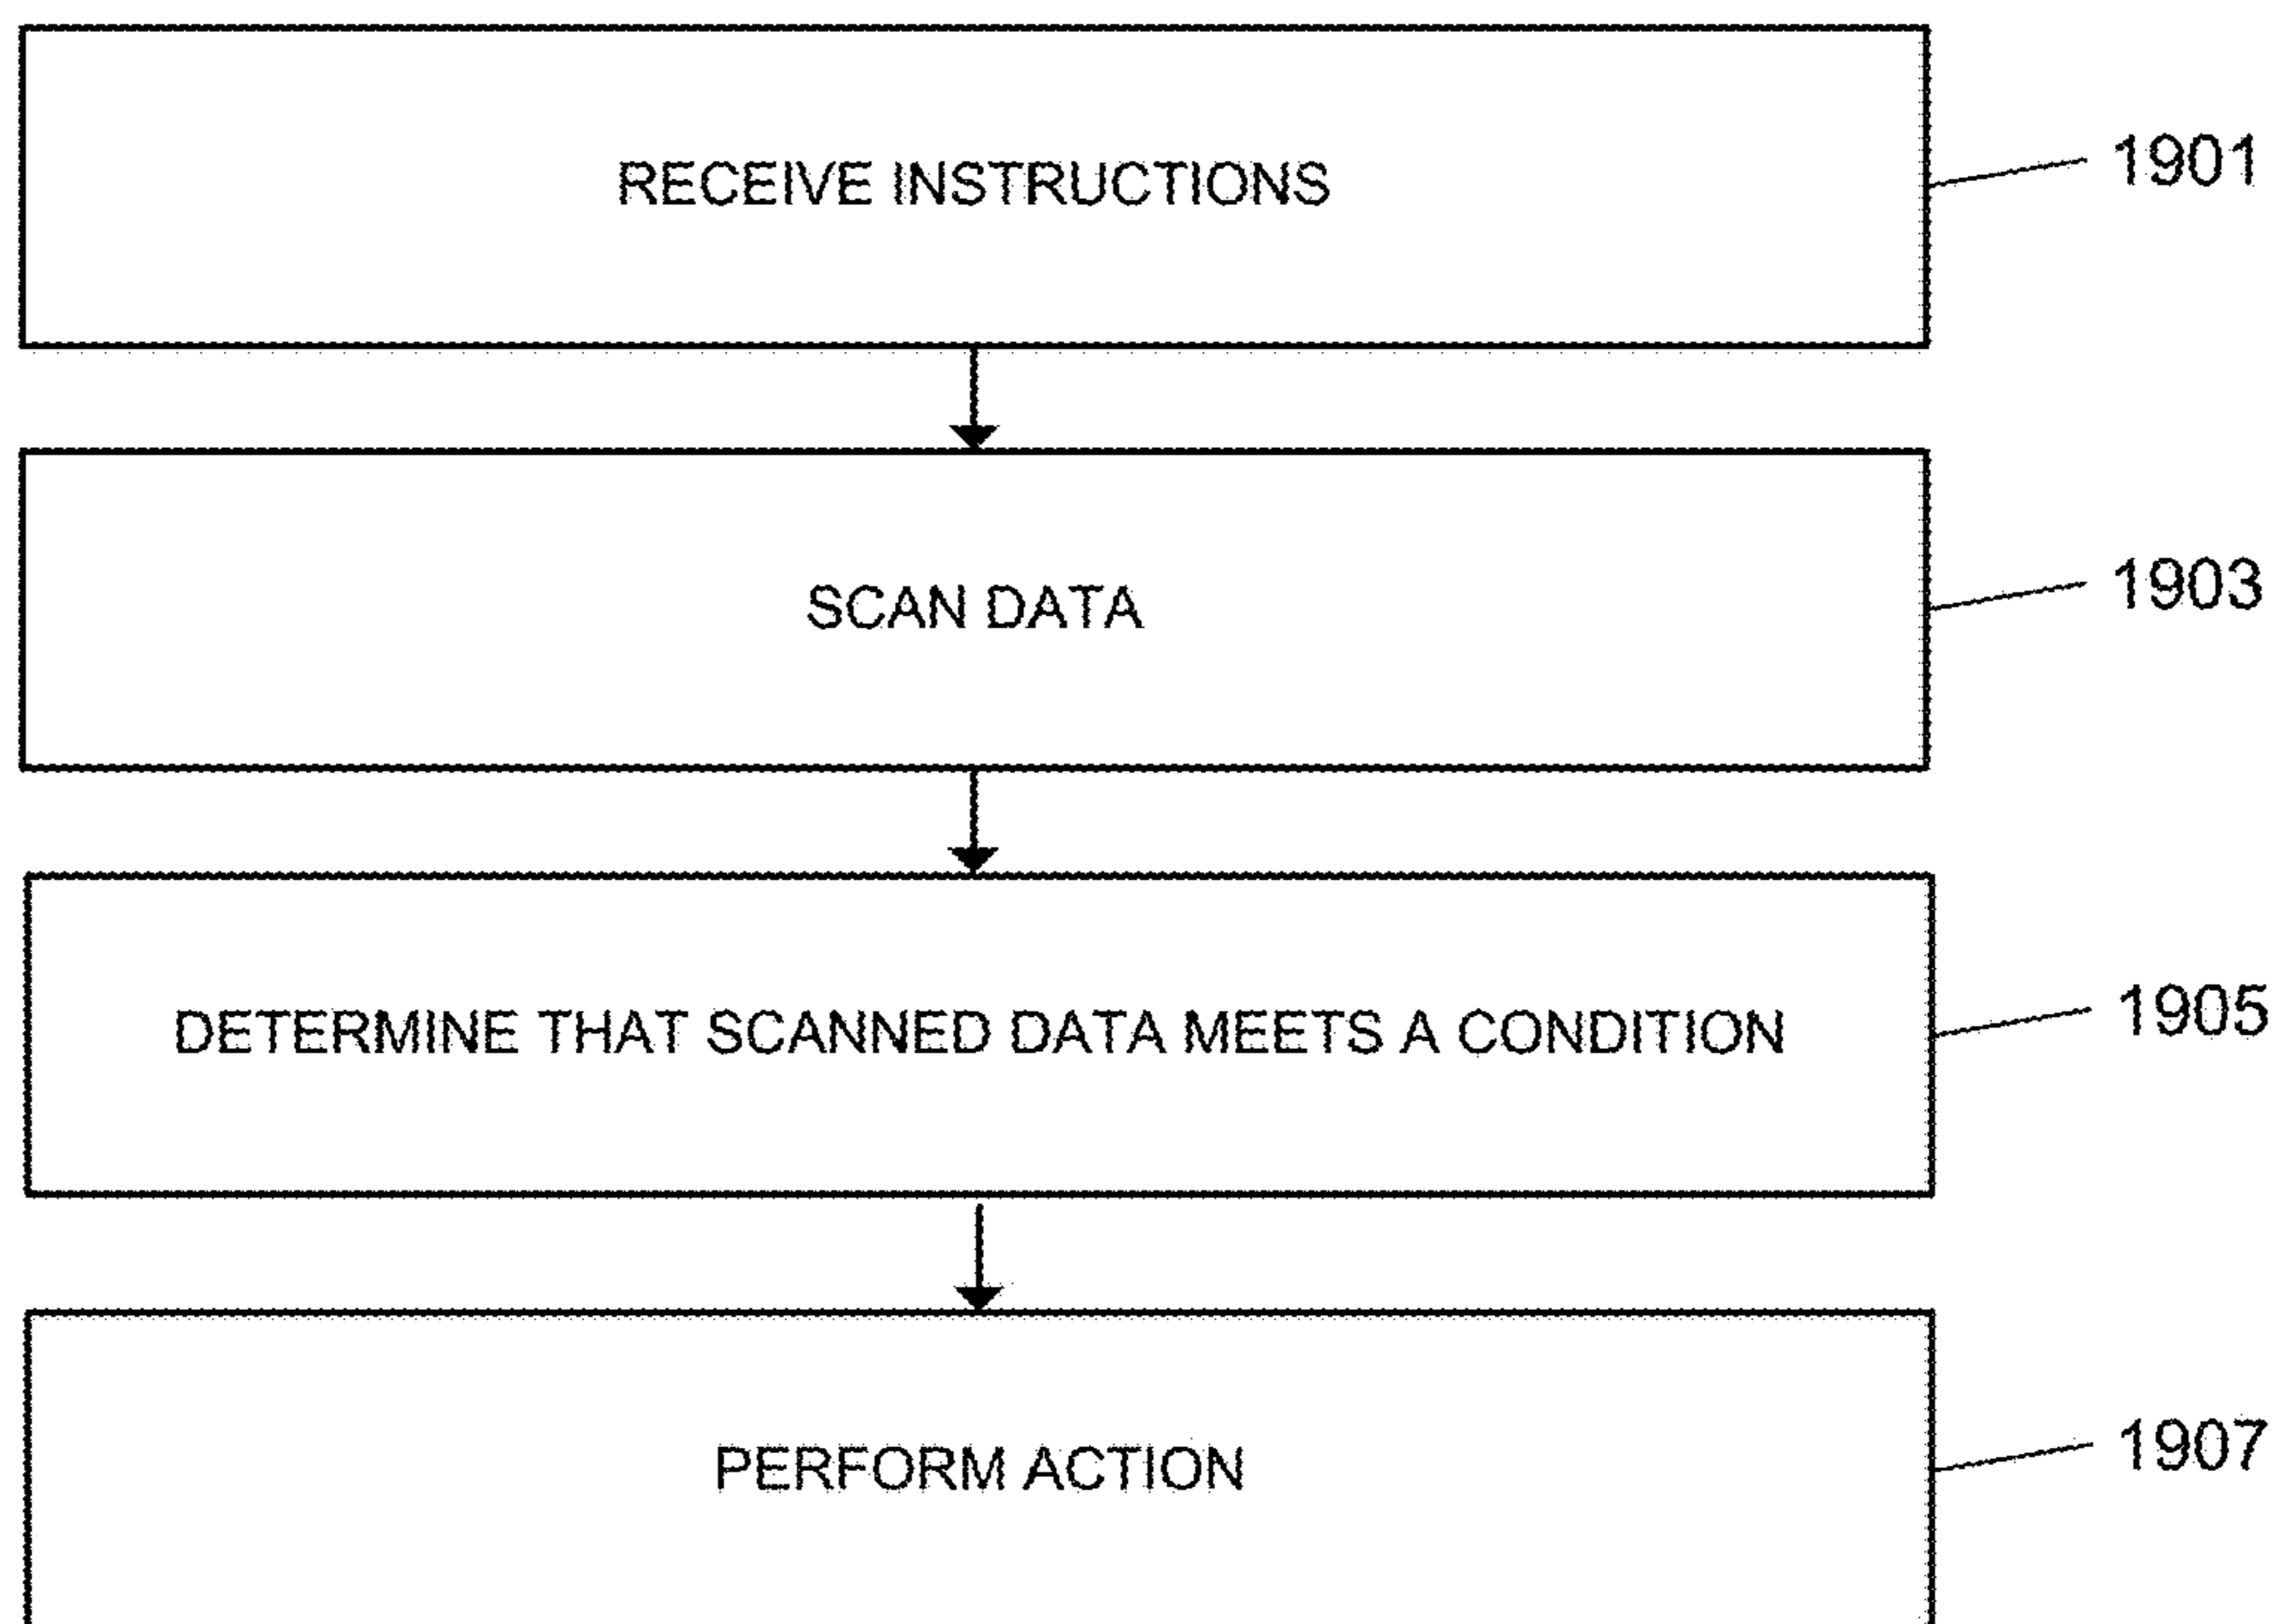 RECEIVE INSTRUCTIONS
1901
SCAN DATA
1903
DETERMINE THAT SCANNED DATA MEETS A CONDITION
1905
PERFORM ACTION
1907